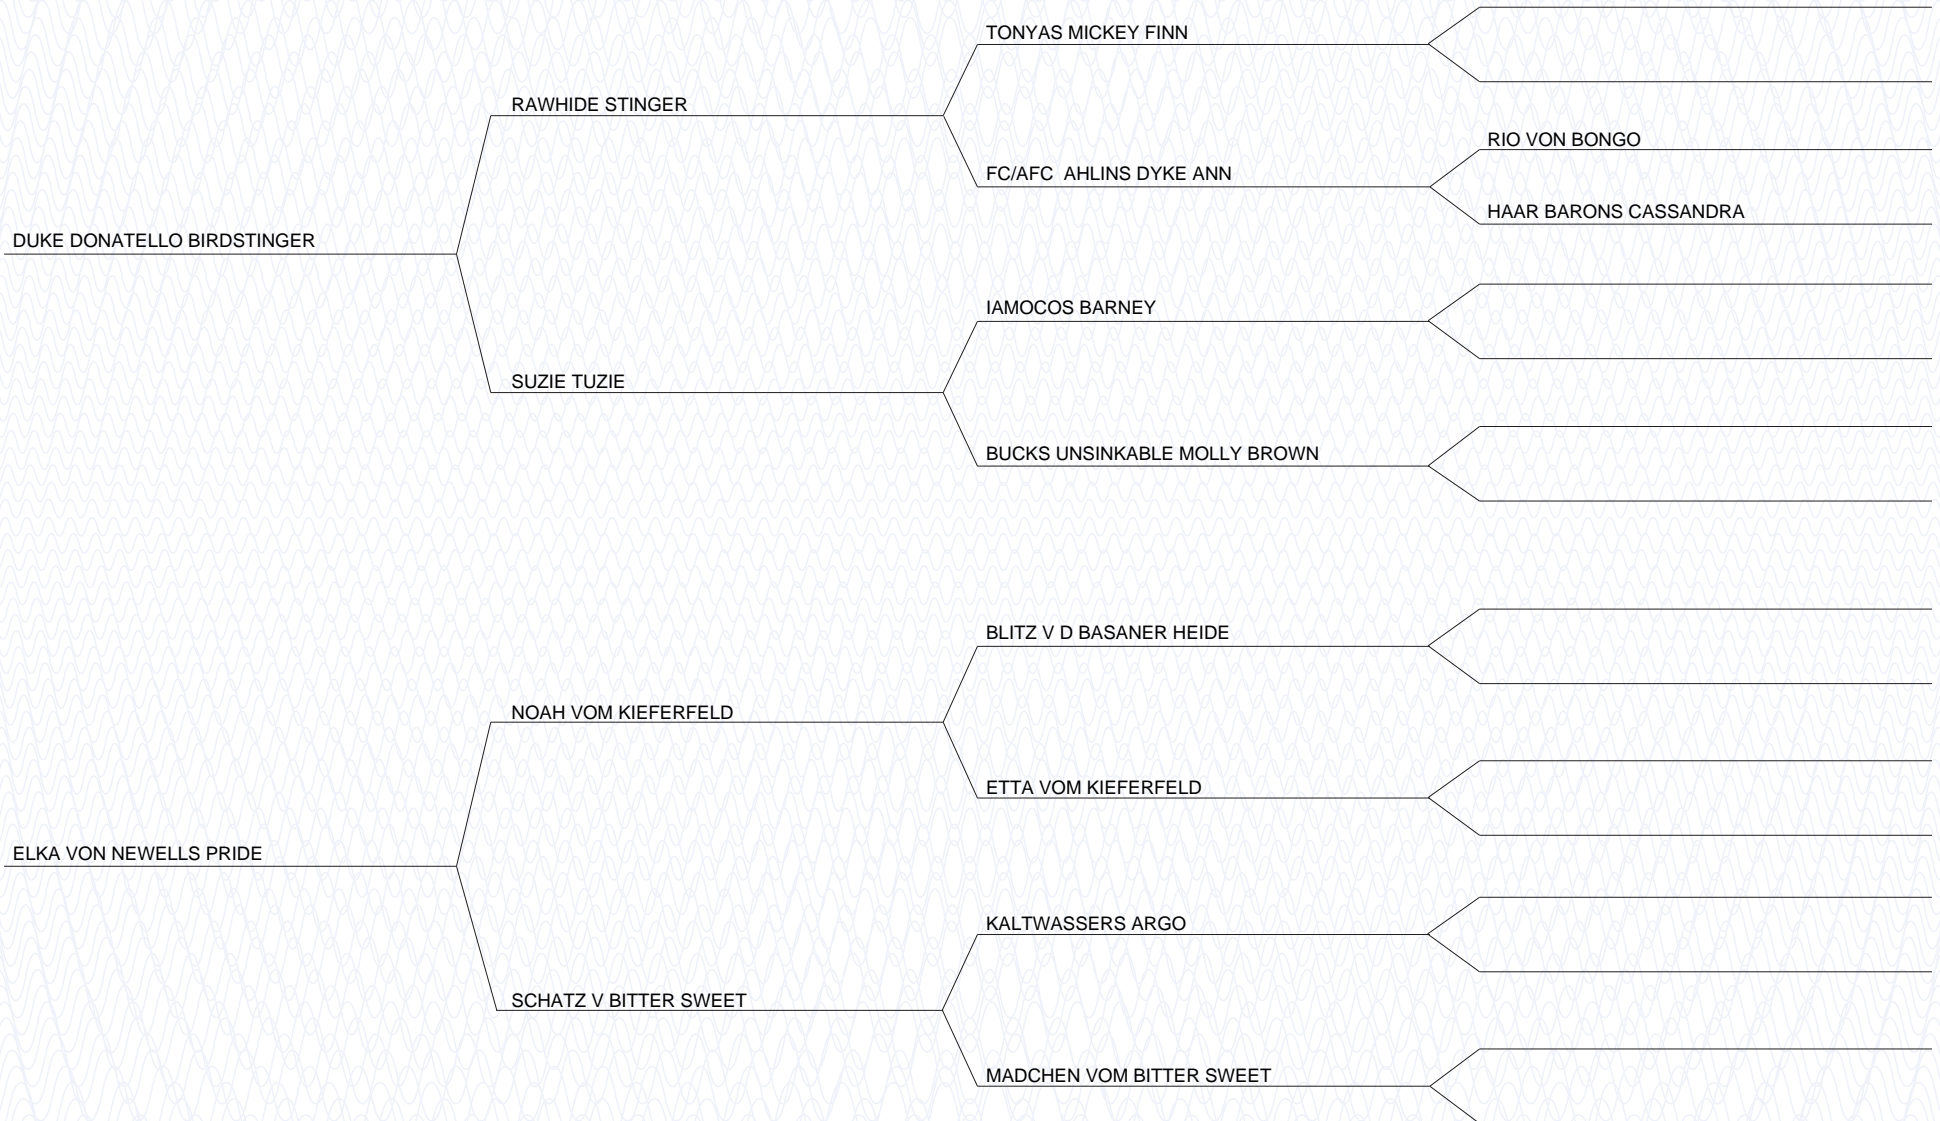 TONYAS MICKEY FINN
RAWHIDE STINGER
RIO VON BONGO
FC/AFC  AHLINS DYKE ANN
HAAR BARONS CASSANDRA
DUKE DONATELLO BIRDSTINGER
IAMOCOS BARNEY
SUZIE TUZIE
BUCKS UNSINKABLE MOLLY BROWN
BLITZ V D BASANER HEIDE
NOAH VOM KIEFERFELD
ETTA VOM KIEFERFELD
ELKA VON NEWELLS PRIDE
KALTWASSERS ARGO
SCHATZ V BITTER SWEET
MADCHEN VOM BITTER SWEET